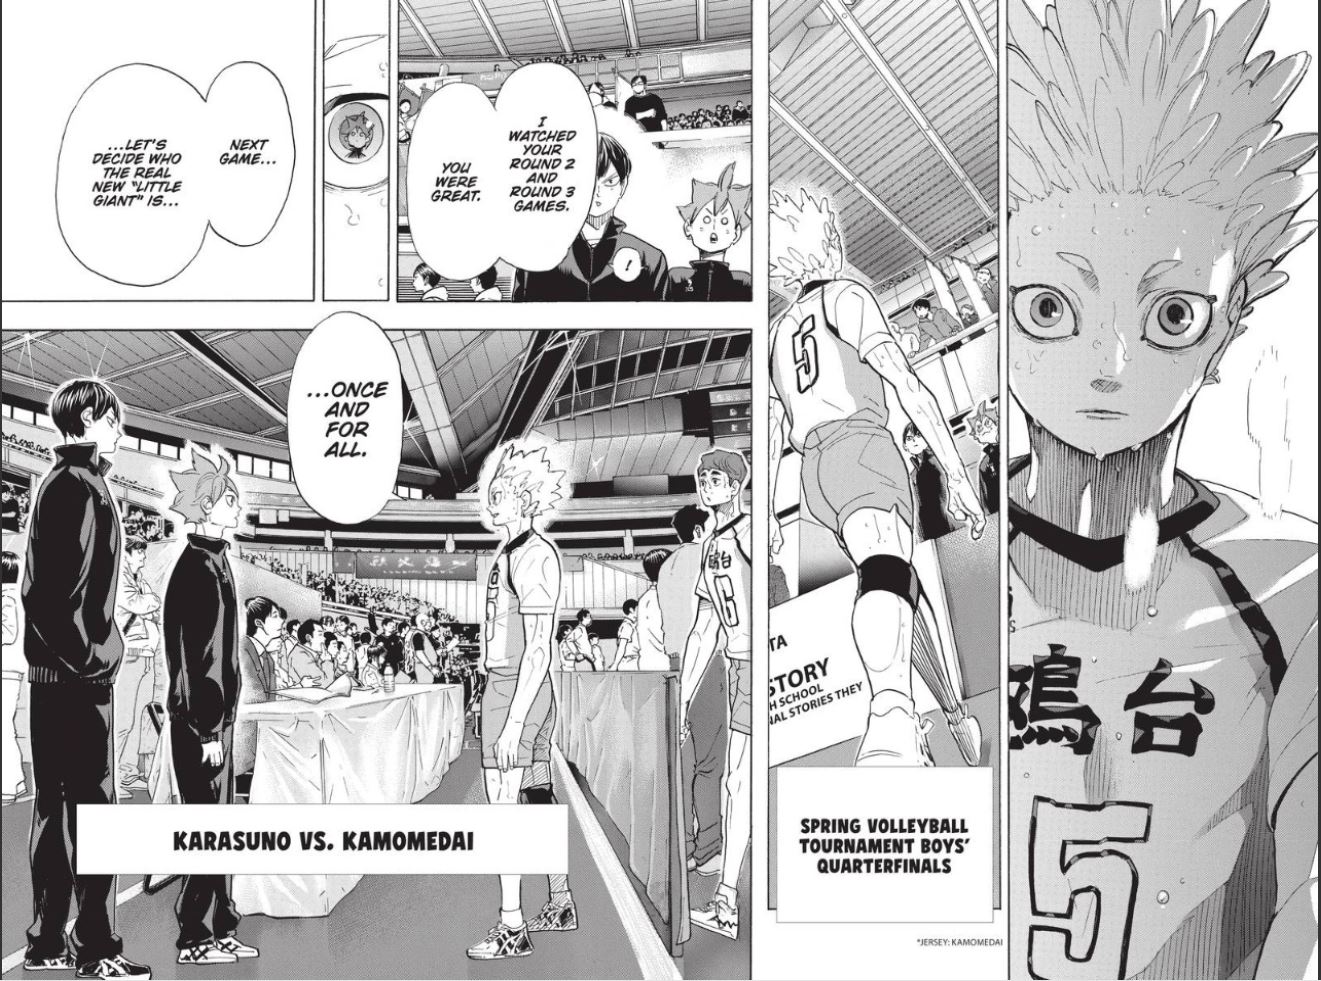 鴎台
5
5
TA
STORY
H SCHOOL
NAL STORIES THEY
SPRING VOLLEYBALL
TOURNAMENT BOYS'
QUARTERFINALS
*JERSEY: KAMOMEDAI
I
WATCHED
YOUR
ROUND 2
AND
ROUND 3
GAMES.
YOU
WERE
GREAT.
!
NEXT
GAME...
...LET'S
DECIDE WHO
THE REAL
NEW "LITTLE
GIANT" IS...
...ONCE
AND
FOR
ALL.
KARASUNO VS. KAMOMEDAI